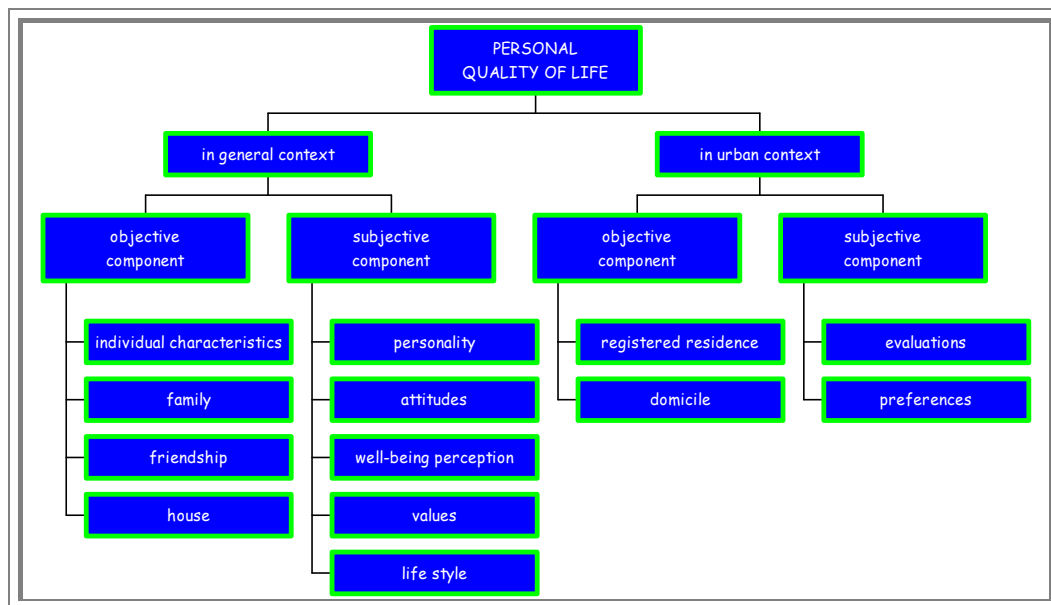 PERSONAL
QUALITY OF LIFE
in general context
in urban context
objective
component
subjective
component
objective
component
subjective
component
individual characteristics
family
friendship
house
personality
attitudes
well-being perception
values
life style
registered residence
domicile
evaluations
preferences